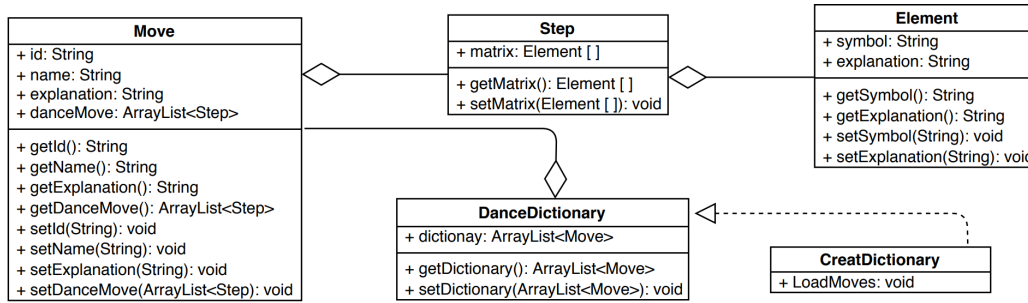 Move
+ id: String
+ name: String
+ explanation: String
+ danceMove: ArrayList<Step>
+ getId(): String
+ getName(): String
+ getExplanation(): String
+ getDanceMove(): ArrayList<Step>
+ setId(String): void
+ setName(String): void
+ setExplanation(String): void
+ setDanceMove(ArrayList<Step): void
Step
+ matrix: Element [ ]
+ getMatrix(): Element [ ]
+ setMatrix(Element [ ]): void
Element
+ symbol: String
+ explanation: String
+ getSymbol(): String
+ getExplanation(): String
+ setSymbol(String): void
+ setExplanation(String): void
DanceDictionary
+ dictionay: ArrayList<Move>
+ getDictionary(): ArrayList<Move>
+ setDictionary(ArrayList<Move>): void
CreatDictionary
+ LoadMoves: void